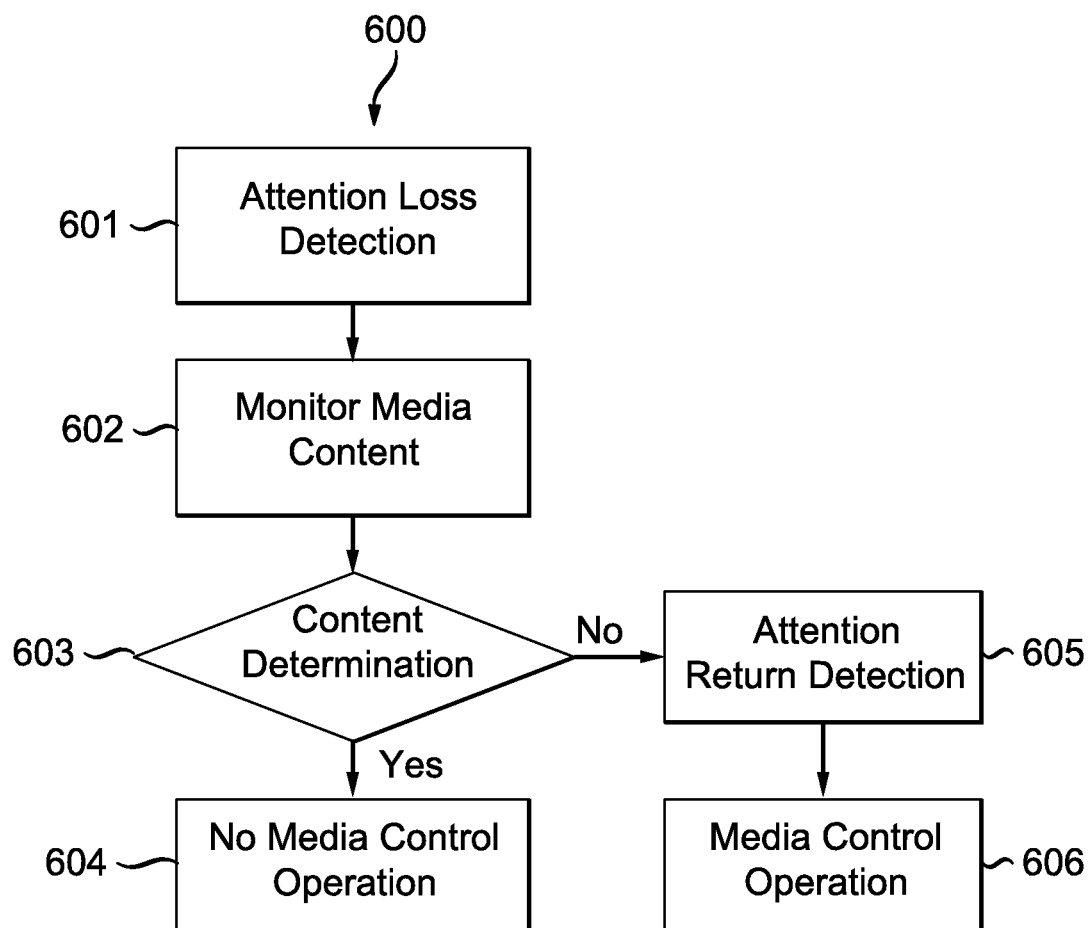 600
601
Attention Loss
Detection
602
Monitor Media
Content
603
Content
Determination
No
Attention
Return Detection
605
Yes
604
No Media Control
Operation
Media Control
Operation
606